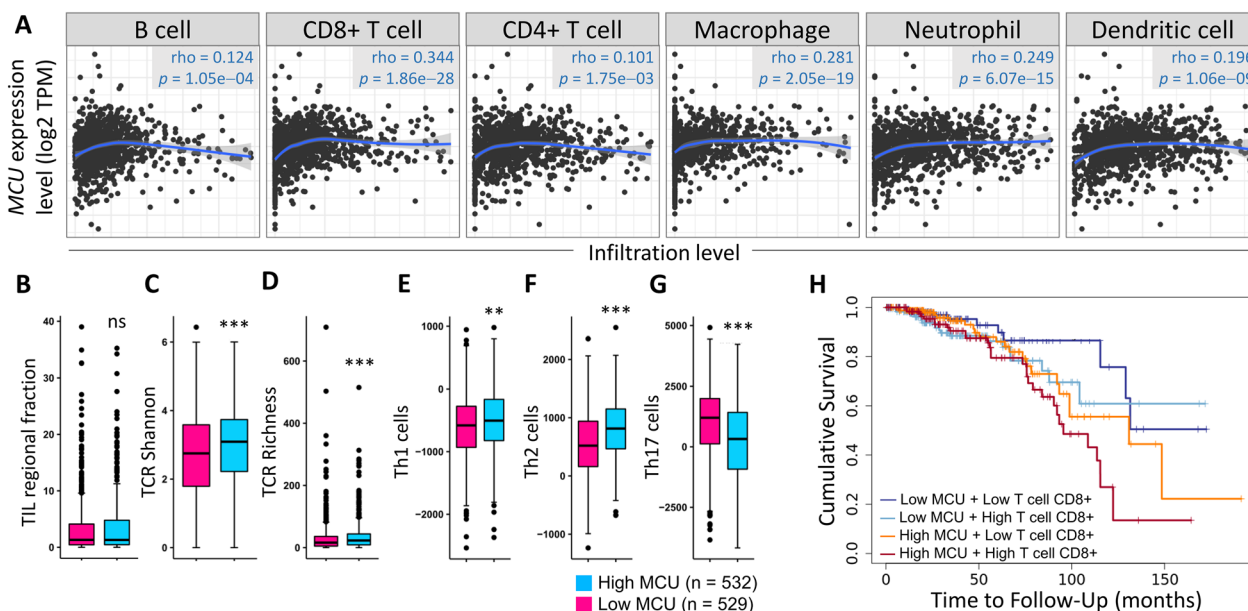 A
B cell
CD8+ T cell
CD4+ T cell
Macrophage
Neutrophil
Dendritic cell
rho = 0.124
p = 1.05e−04
rho = 0.344
p = 1.86e−28
rho = 0.101
p = 1.75e−03
rho = 0.281
p = 2.05e−19
rho = 0.249
p = 6.07e−15
rho = 0.196
p = 1.06e−09
MCU expression
level (log2 TPM)
Infiltration level
B
TIL regional fraction
40
30
20
10
0
ns
C
TCR Shannon
6
4
2
0
***
D
TCR Richness
600
400
200
0
***
E
Th1 cells
1000
0
−1000
−2000
**
F
Th2 cells
2000
1000
0
−1000
***
G
Th17 cells
5000
2500
0
−2500
***
High MCU (n = 532)
Low MCU (n = 529)
H
Cumulative Survival
1.0
0.8
0.6
0.4
0.2
0.0
Low MCU + Low T cell CD8+
Low MCU + High T cell CD8+
High MCU + Low T cell CD8+
High MCU + High T cell CD8+
0
50
100
150
Time to Follow-Up (months)